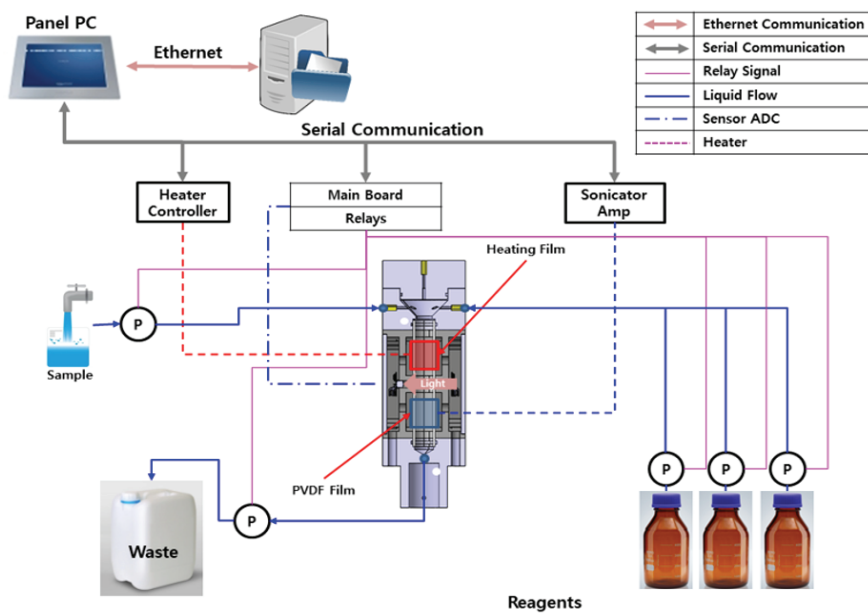 Panel PC
Ethernet
Ethernet Communication
Serial Communication
Relay Signal
Liquid Flow
Sensor ADC
Heater
Serial Communication
Heater
Controller
Main Board
Relays
Sonicator
Amp
Heating Film
P
Sample
Light
PVDF Film
P
P
P
P
Waste
Reagents